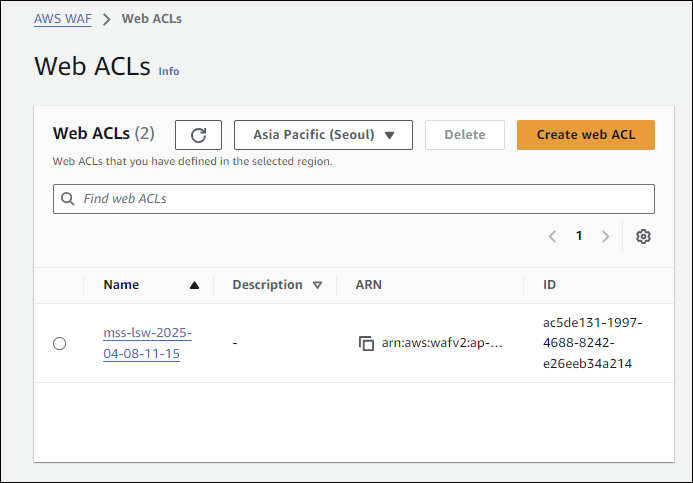 AWS WAF > Web ACLs
Web ACLs Info
Web ACLs (2) Asia Pacific (Seoul) Delete Create web ACL
Web ACLs that you have defined in the selected region.
Find web ACLs
1
Name Description ARN ID
mss-lsw-2025-
04-08-11-15
-
arn:aws:wafv2:ap-...
ac5de131-1997-
4688-8242-
e26eeb34a214